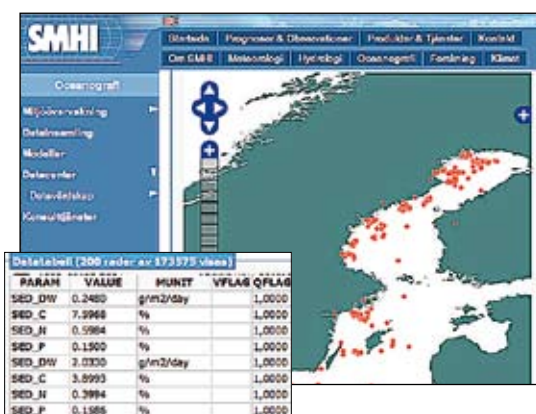 SMHI
Startsida Prognoser & Observationer Produkter & Tjänster Kontakt
Om SMHI Meteorologi Hydrologi Oceanografi Forskning Klimat
Oceanografi
Miljöövervakning
Datainsamling
Modeller
Datacenter
Datavärdskap
Konsulttjänster
Datatabell (200 rader av 173575 visas)
PARAM VALUE MUNIT VFLAG QFLAG
SED_DW 0.2480 g/m2/day 1,0000
SED_C 7.5968 % 1,0000
SED_N 0.5984 % 1,0000
SED_P 0.1500 % 1,0000
SED_DW 2.0330 g/m2/day 1,0000
SED_C 3.8993 % 1,0000
SED_N 0.3994 % 1,0000
SED_P 0.1585 % 1,0000